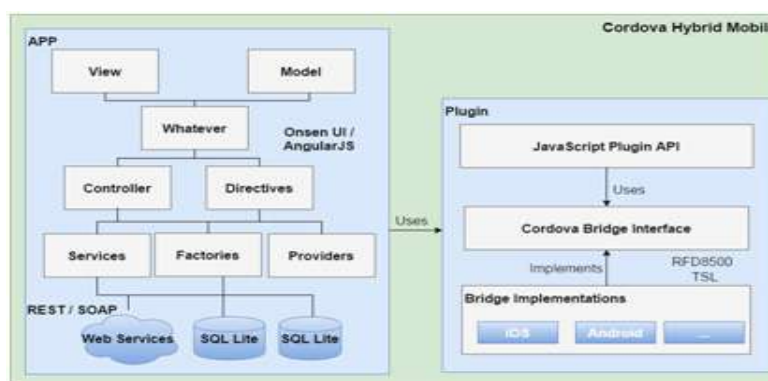 Cordova Hybrid Mobil
APP
View
Model
Whatever
Onsen UI /
AngularJS
Controller
Directives
Services
Factories
Providers
REST / SOAP
Web Services
SQL Lite
SQL Lite
Uses
Plugin
JavaScript Plugin API
Uses
Cordova Bridge Interface
Implements
RFD8500
TSL
Bridge Implementations
iOS
Android
...